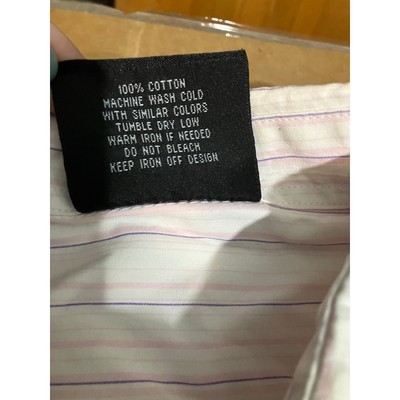 100% COTTON
MACHINE WASH COLD
WITH SIMILAR COLORS
TUMBLE DRY LOW
WARM IRON IF NEEDED
DO NOT BLEACH
KEEP IRON OFF DESIGN